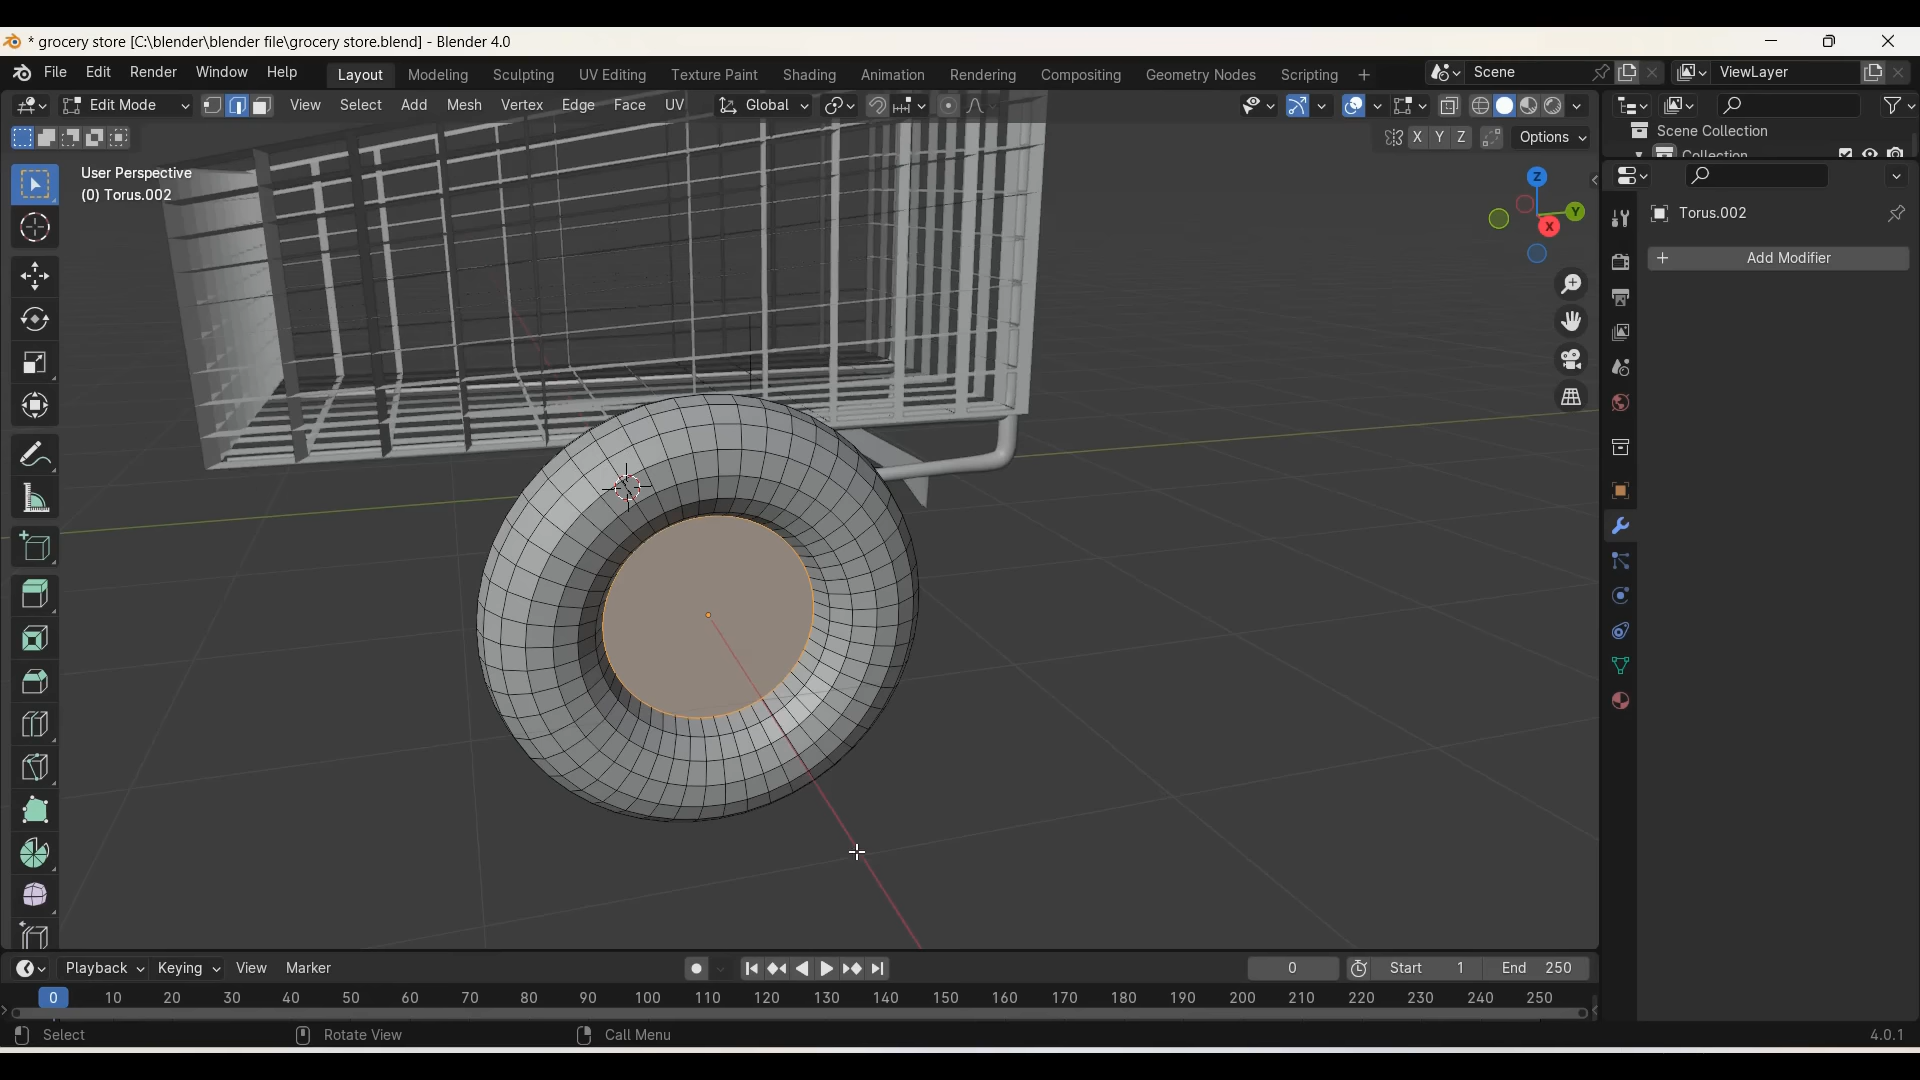 * grocery store [C:\blender\blender file\grocery store.blend] - Blender 4.0
File Edit Render Window Help Layout Modeling Sculpting UV Editing Texture Paint Shading Animation Rendering Compositing Geometry Nodes Scripting + Scene ViewLayer
Edit Mode View Select Add Mesh Vertex Edge Face UV Global
Scene Collection
X Y Z Options
Collection
User Perspective
(0) Torus.002
Z
Y
X
Torus.002
+ Add Modifier
Playback Keying View Marker 0 Start 1 End 250
0 10 20 30 40 50 60 70 80 90 100 110 120 130 140 150 160 170 180 190 200 210 220 230 240 250
Select Rotate View Call Menu 4.0.1